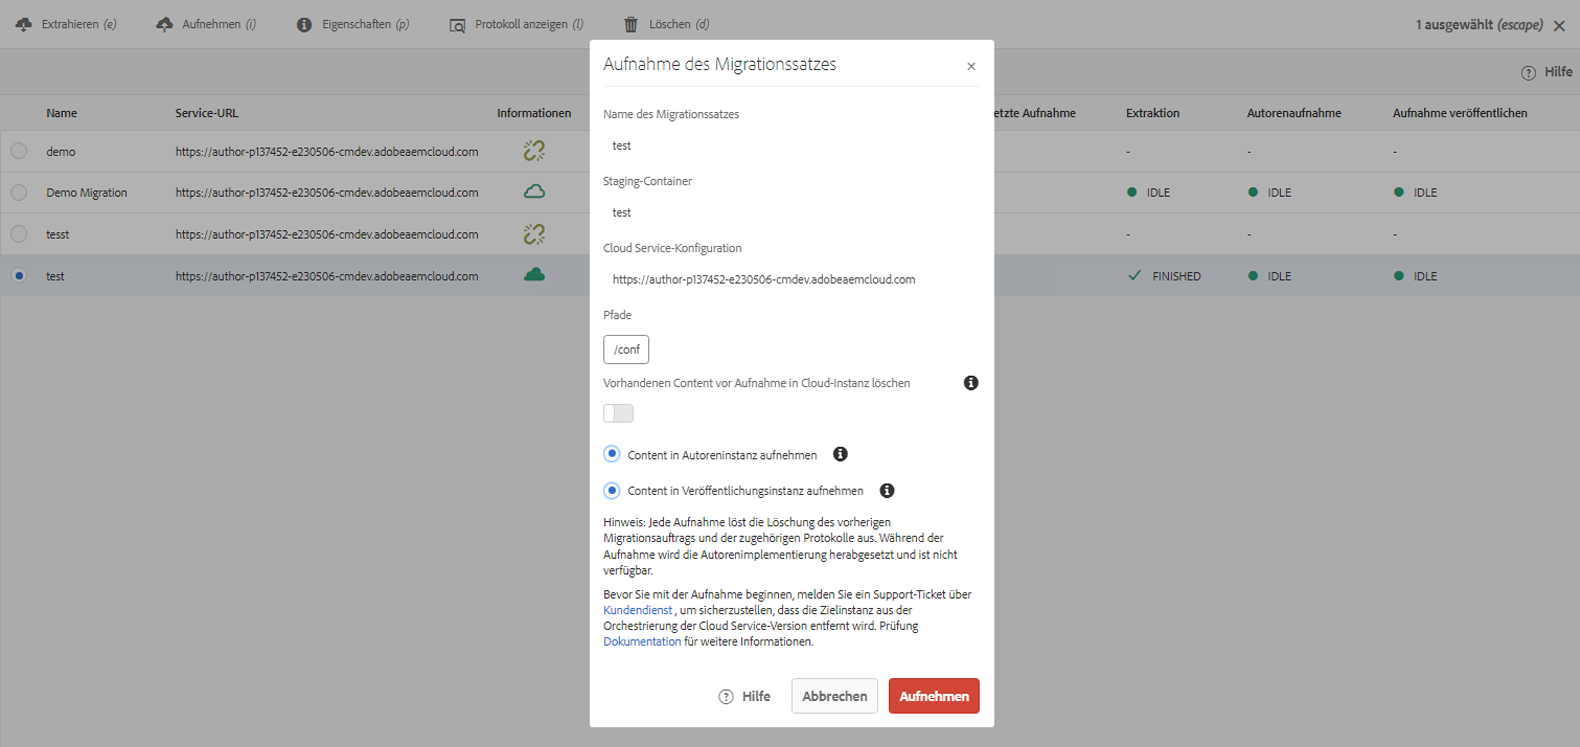 Extrahieren (e) Aufnehmen (i) Eigenschaften (p) Protokoll anzeigen (l) Löschen (d) 1 ausgewählt (escape)
Hilfe
Name Service-URL Informationen etzte Aufnahme Extraktion Autorenaufnahme Aufnahme veröffentlichen
demo https://author-p137452-e230506-cmdev.adobeaemcloud.com - - -
Demo Migration https://author-p137452-e230506-cmdev.adobeaemcloud.com IDLE IDLE IDLE
tesst https://author-p137452-e230506-cmdev.adobeaemcloud.com - - -
test https://author-p137452-e230506-cmdev.adobeaemcloud.com FINISHED IDLE IDLE
Aufnahme des Migrationssatzes
Name des Migrationssatzes
test
Staging-Container
test
Cloud Service-Konfiguration
https://author-p137452-e230506-cmdev.adobeaemcloud.com
Pfade
/conf
Vorhandenen Content vor Aufnahme in Cloud-Instanz löschen
Content in Autoreninstanz aufnehmen
Content in Veröffentlichungsinstanz aufnehmen
Hinweis: Jede Aufnahme löst die Löschung des vorherigen
Migrationsauftrags und der zugehörigen Protokolle aus. Während der
Aufnahme wird die Autorenimplementierung herabgesetzt und ist nicht
verfügbar.
Bevor Sie mit der Aufnahme beginnen, melden Sie ein Support-Ticket über
Kundendienst , um sicherzustellen, dass die Zielinstanz aus der
Orchestrierung der Cloud Service-Version entfernt wird. Prüfung
Dokumentation für weitere Informationen.
Hilfe Abbrechen Aufnehmen